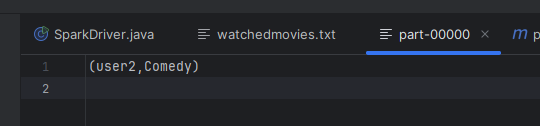 SparkDriver.java watchedmovies.txt part-00000 × m p
1 (user2,Comedy)
2